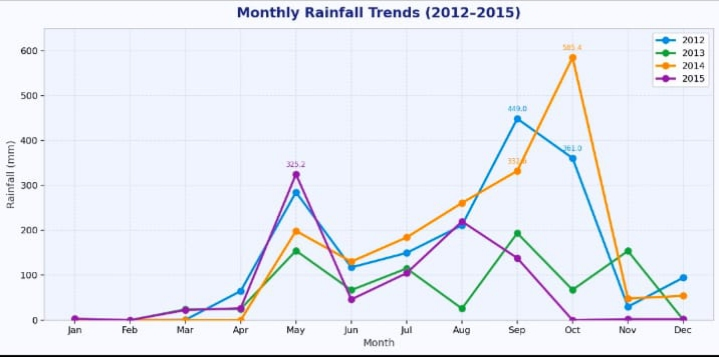 Monthly Rainfall Trends (2012–2015)
2012
2013
2014
2015
Rainfall (mm)
600
500
400
300
200
100
0
585.4
449.0
361.0
325.2
Jan
Feb
Mar
Apr
May
Jun
Jul
Aug
Sep
Oct
Nov
Dec
Month